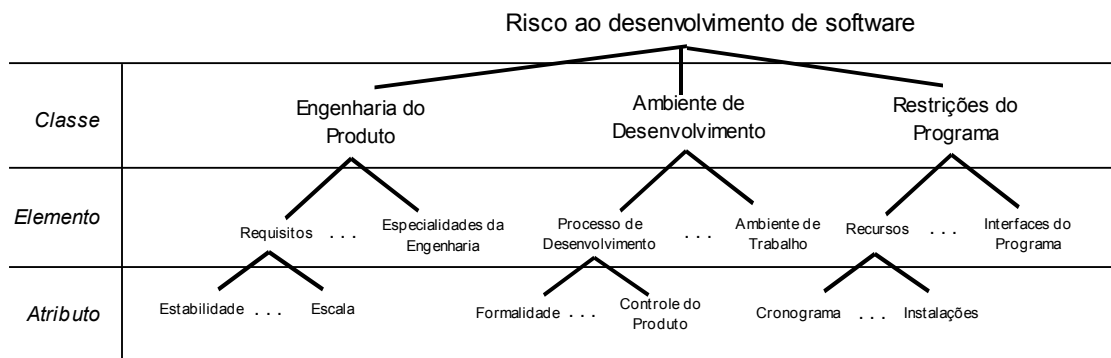 Risco ao desenvolvimento de software
Classe
Engenharia do
Produto
Ambiente de
Desenvolvimento
Restrições do
Programa
Elemento
Requisitos
. . .
Especialidades da
Engenharia
Processo de
Desenvolvimento
. . .
Ambiente de
Trabalho
Recursos
. . .
Interfaces do
Programa
Atributo
Estabilidade . . . Escala
Formalidade . . .
Controle do
Produto
Cronograma . . . Instalações